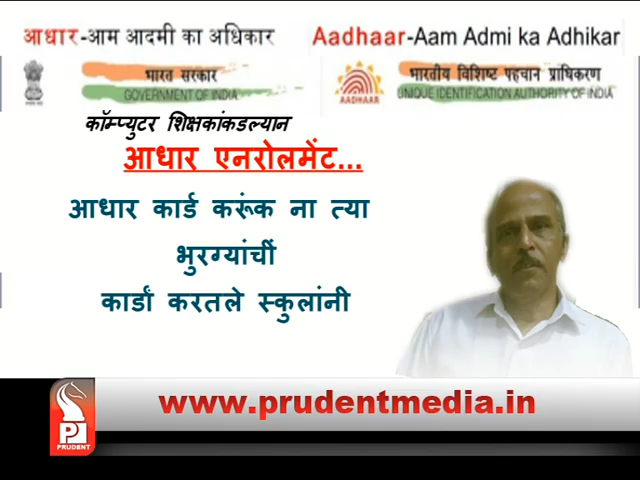 आधार -आम आदमी का अधिकार
Aadhaar-Aam Admi ka Adhikar
भारत सरकार
GOVERNMENT OF INDIA
AADHAAR
भारतीय विशिष्ट पहचान प्राधिकरण
UNIQUE IDENTIFICATION AUTHORITY OF INDIA
कॉम्प्युटर शिक्षकांकडल्यान
आधार एनरोलमेंट...
आधार कार्ड करूंक ना त्या
भुरग्यांचीं
कार्डां करतले स्कुलांनी
PRUDENT
www.prudentmedia.in